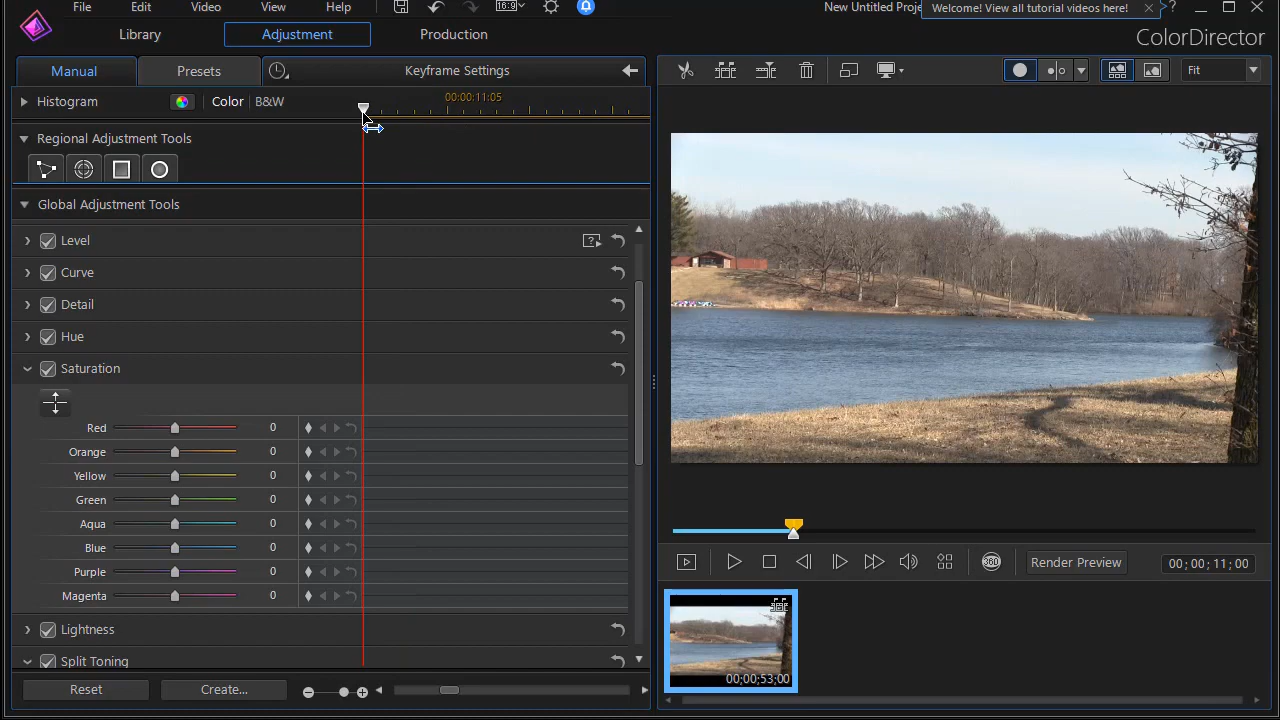 File Edit Video View Help 16:9 New Untitled Proje Welcome! View all tutorial videos here! ?
Library Adjustment Production ColorDirector
Manual Presets Keyframe Settings Fit
Histogram Color B&W 00:00:11:05
Regional Adjustment Tools
Global Adjustment Tools
Level ?
Curve
Detail
Hue
Saturation
Red 0
Orange 0
Yellow 0
Green 0
Aqua 0
Blue 0
Purple 0
Magenta 0
Lightness
Split Toning
Reset Create...
360 Render Preview 00; 00; 11; 00
00;00;53;00